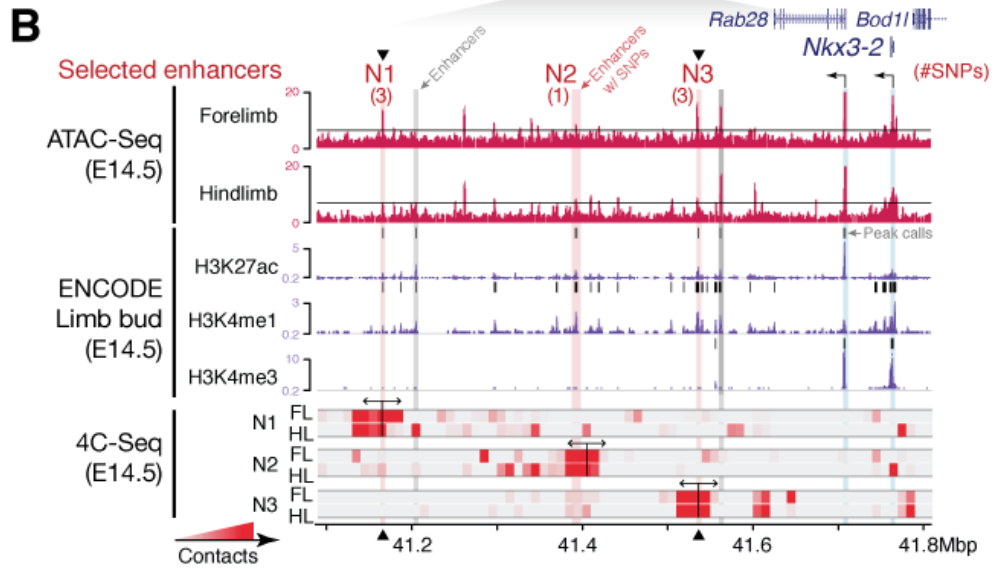 B
Rab28 Bod1l
Nkx3-2
Selected enhancers N1 Enhancers N2 Enhancers w/ SNPs N3 (#SNPs)
(3) (1) (3)
ATAC-Seq
(E14.5)
Forelimb 20 0
Hindlimb 20 0
Peak calls
ENCODE
Limb bud
(E14.5)
H3K27ac 5 0.2
H3K4me1 3 0.2
H3K4me3 10 0.2
4C-Seq
(E14.5)
N1 FL
HL
N2 FL
HL
N3 FL
HL
Contacts
41.2 41.4 41.6 41.8Mbp